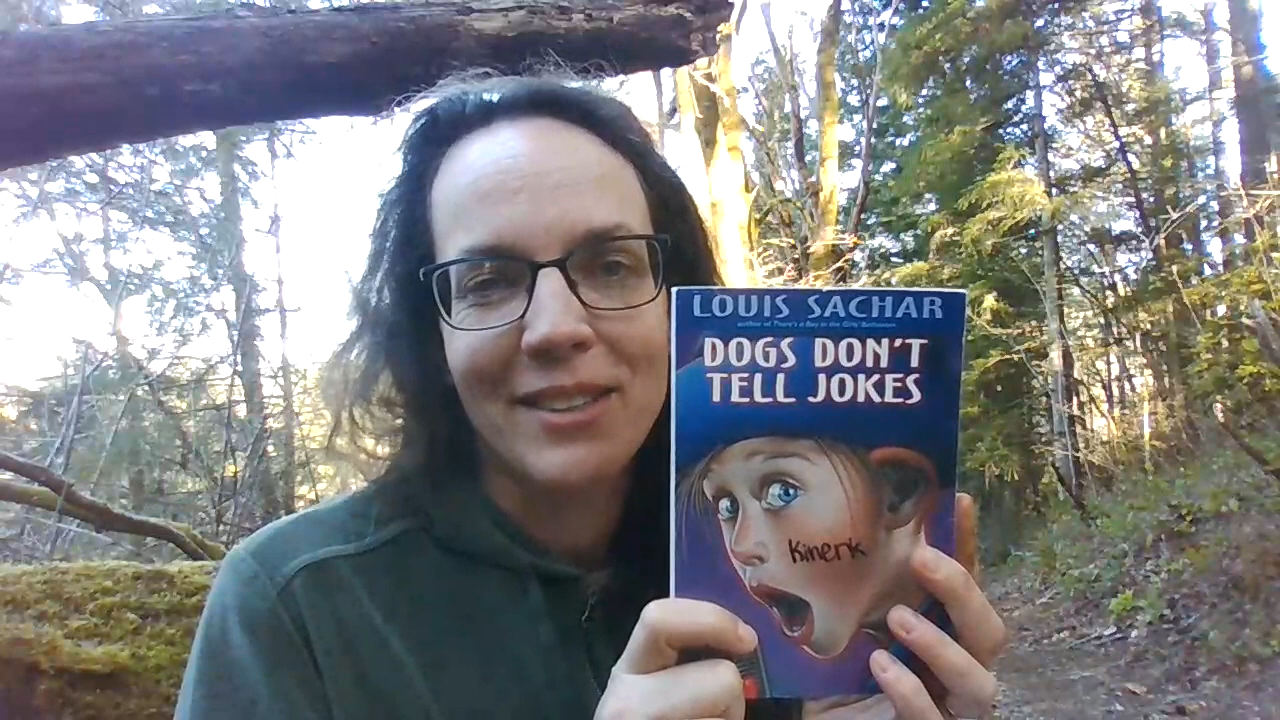 LOUIS SACHAR
author of There's a Boy in the Girls' Bathroom
DOGS DON'T
TELL JOKES
Kinerk